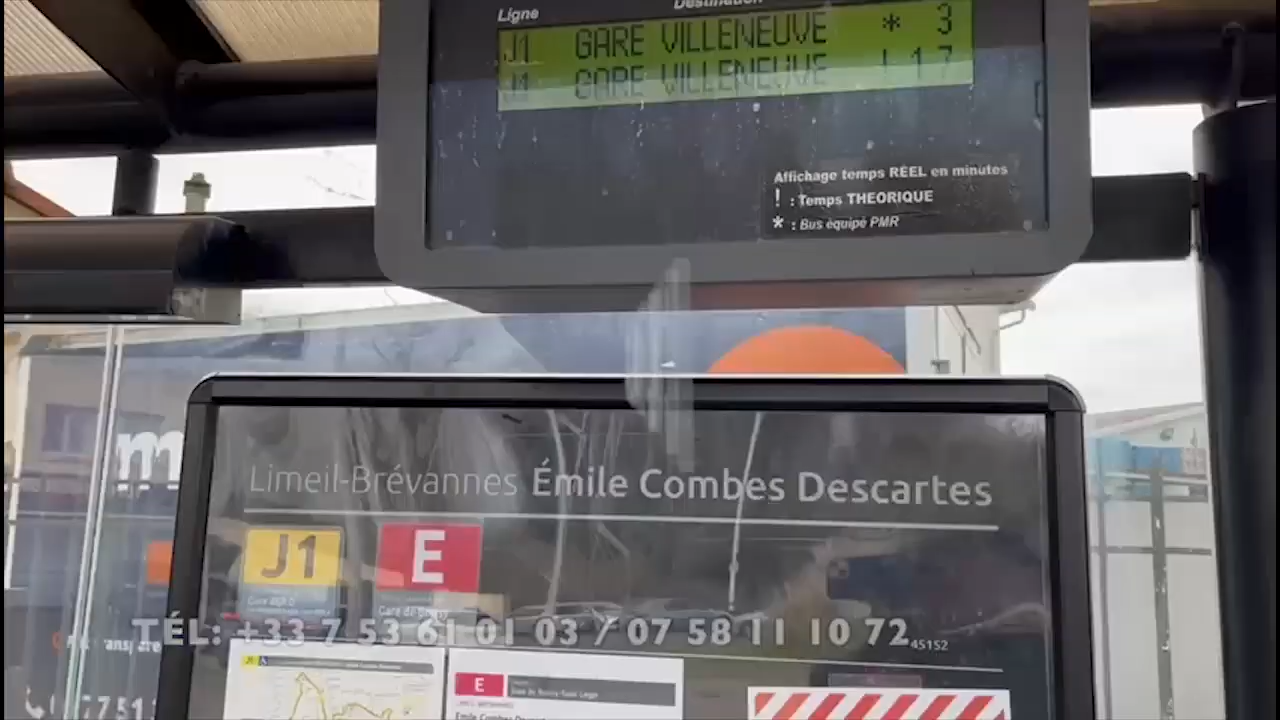 Ligne Destination
J1 GARE VILLENEUVE * 3
J1 GARE VILLENEUVE ! 17
Affichage temps RÉEL en minutes
! : Temps THEORIQUE
* : Bus équipé PMR
m
Limeil-Brévannes Émile Combes Descartes
J1 E
TÉL: +33 7 53 61 01 03 / 07 58 11 10 72
45152
J1
E